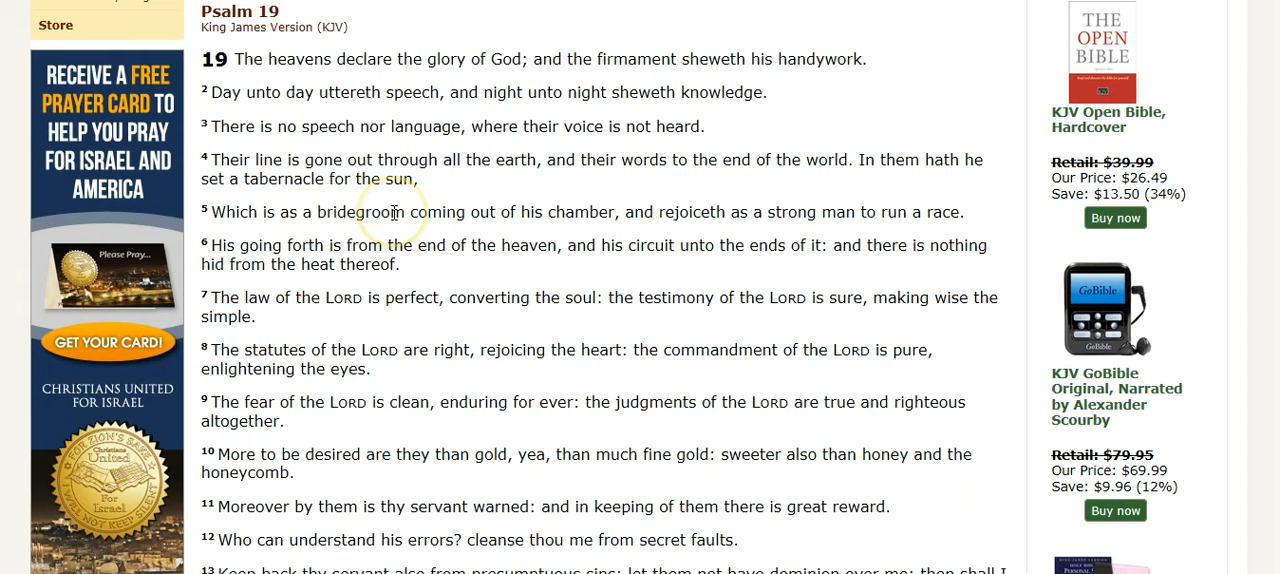 Store
RECEIVE A FREE
PRAYER CARD TO
HELP YOU PRAY
FOR ISRAEL AND
AMERICA
Please Pray...
GET YOUR CARD!
CHRISTIANS UNITED
FOR ISRAEL
FOR ZION'S SAKE
Christians
United
For
Israel
I WILL NOT KEEP SILENT
Psalm 19
King James Version (KJV)
19 The heavens declare the glory of God; and the firmament sheweth his handywork.
2 Day unto day uttereth speech, and night unto night sheweth knowledge.
3 There is no speech nor language, where their voice is not heard.
4 Their line is gone out through all the earth, and their words to the end of the world. In them hath he
set a tabernacle for the sun,
5 Which is as a bridegroom coming out of his chamber, and rejoiceth as a strong man to run a race.
6 His going forth is from the end of the heaven, and his circuit unto the ends of it: and there is nothing
hid from the heat thereof.
7 The law of the LORD is perfect, converting the soul: the testimony of the LORD is sure, making wise the
simple.
8 The statutes of the LORD are right, rejoicing the heart: the commandment of the LORD is pure,
enlightening the eyes.
9 The fear of the LORD is clean, enduring for ever: the judgments of the LORD are true and righteous
altogether.
10 More to be desired are they than gold, yea, than much fine gold: sweeter also than honey and the
honeycomb.
11 Moreover by them is thy servant warned: and in keeping of them there is great reward.
12 Who can understand his errors? cleanse thou me from secret faults.
13 Keep back thy servant also from presumptuous sins; let them not have dominion over me: then shall I
THE
OPEN
BIBLE
KJV Open Bible,
Hardcover
Retail: $39.99
Our Price: $26.49
Save: $13.50 (34%)
Buy now
GoBible
GoBible
KJV GoBible
Original, Narrated
by Alexander
Scourby
Retail: $79.95
Our Price: $69.99
Save: $9.96 (12%)
Buy now